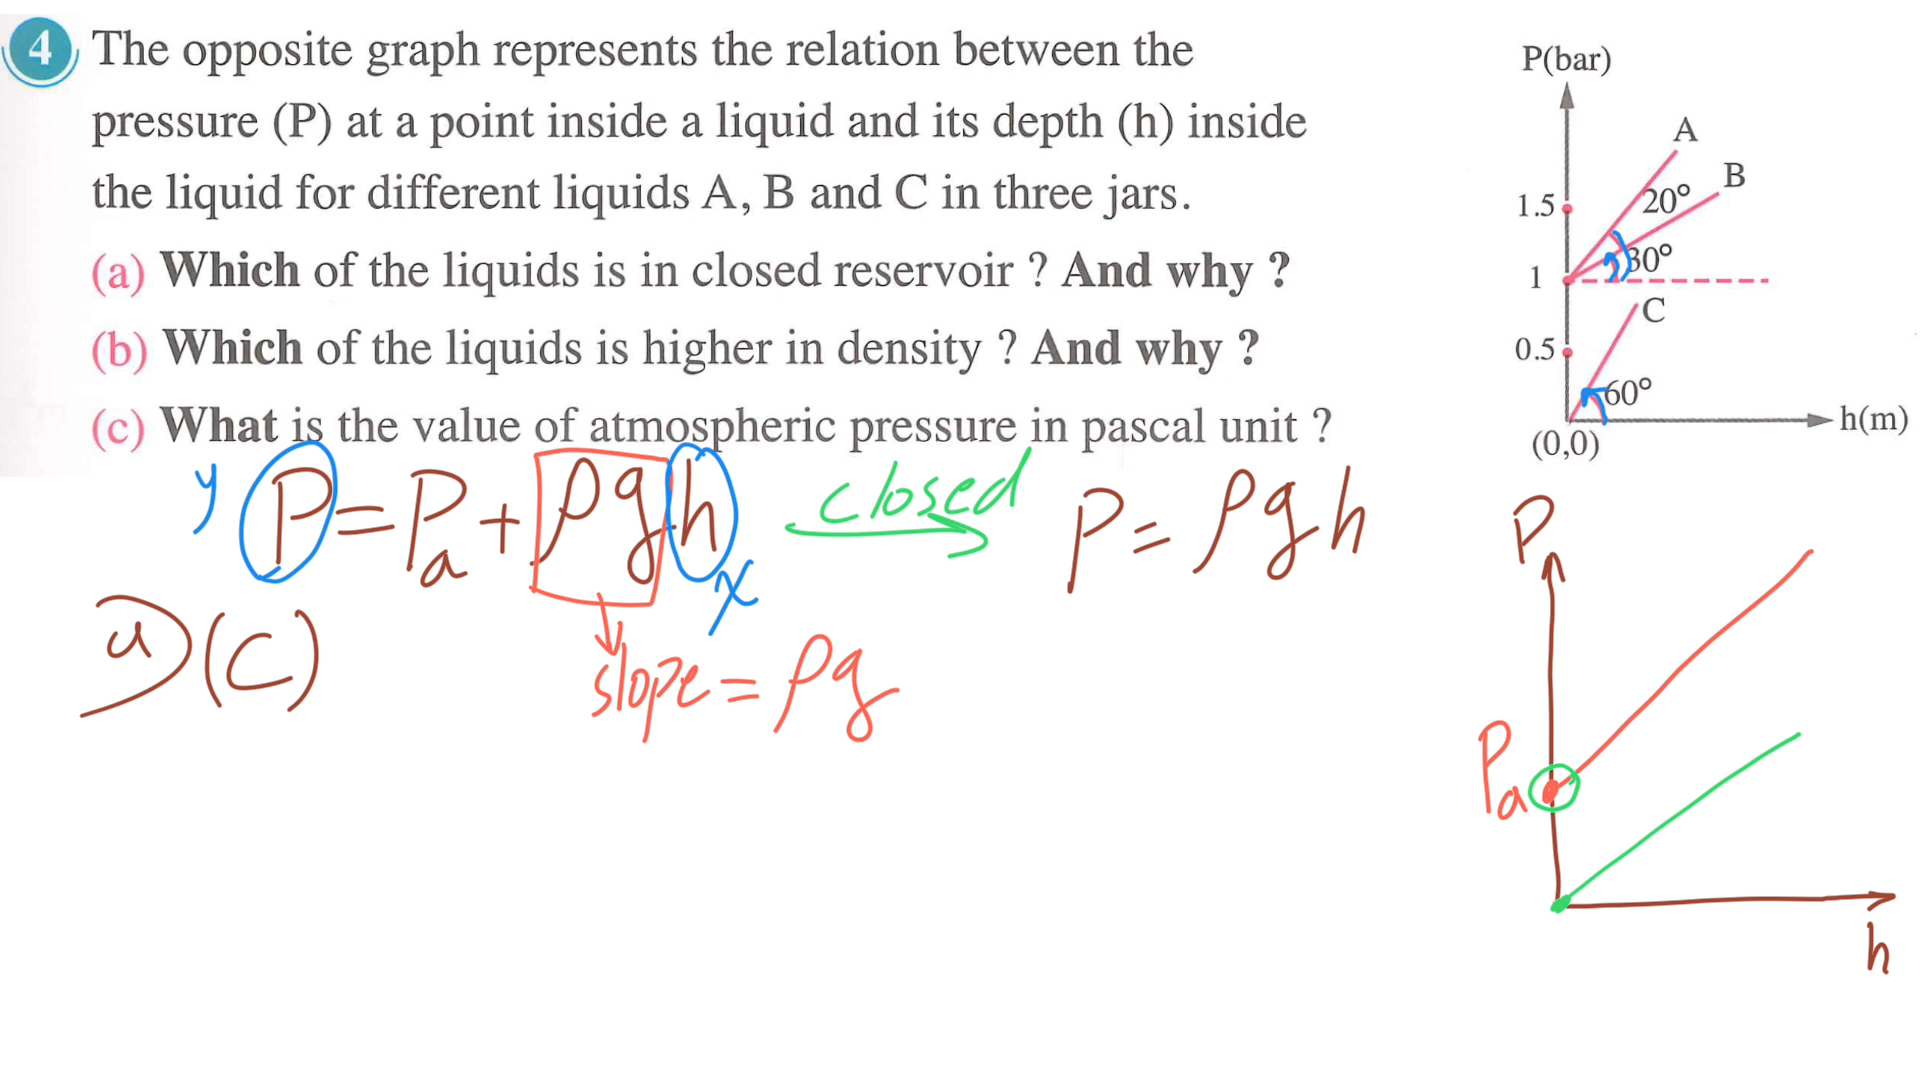 4 The opposite graph represents the relation between the
pressure (P) at a point inside a liquid and its depth (h) inside
the liquid for different liquids A, B and C in three jars.
(a) Which of the liquids is in closed reservoir ? And why ?
(b) Which of the liquids is higher in density ? And why ?
(c) What is the value of atmospheric pressure in pascal unit ?
P(bar)
A
B
1.5
20°
30°
1
C
0.5
60°
h(m)
(0,0)
y P = Pa + ρgh x
closed
P = ρgh
a) (C)
slope = ρg
P
Pa
h